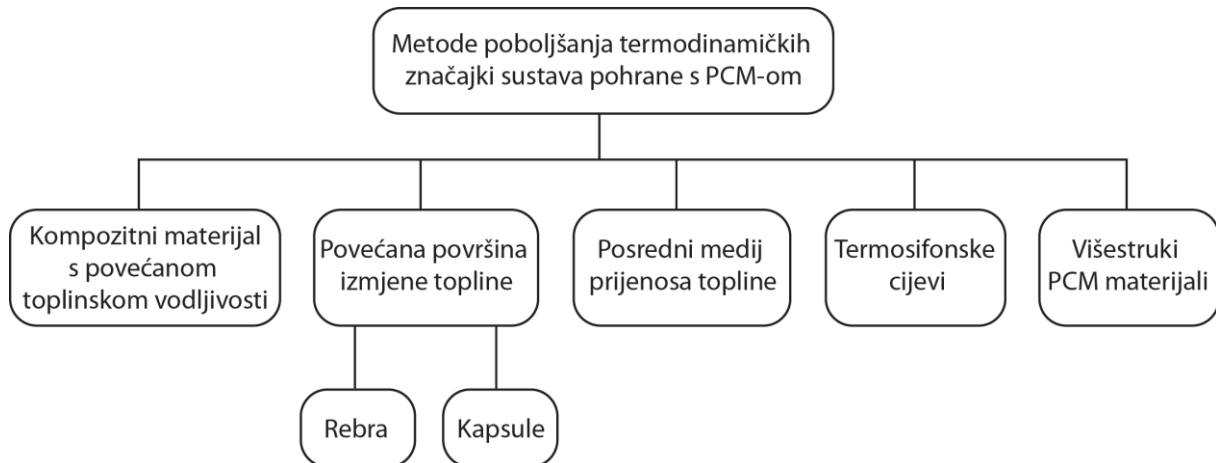 Metode poboljšanja termodinamičkih
značajki sustava pohrane s PCM-om
Kompozitni materijal
s povećanom
toplinskom vodljivosti
Povećana površina
izmjene topline
Posredni medij
prijenosa topline
Termosifonske
cijevi
Višestruki
PCM materijali
Rebra
Kapsule